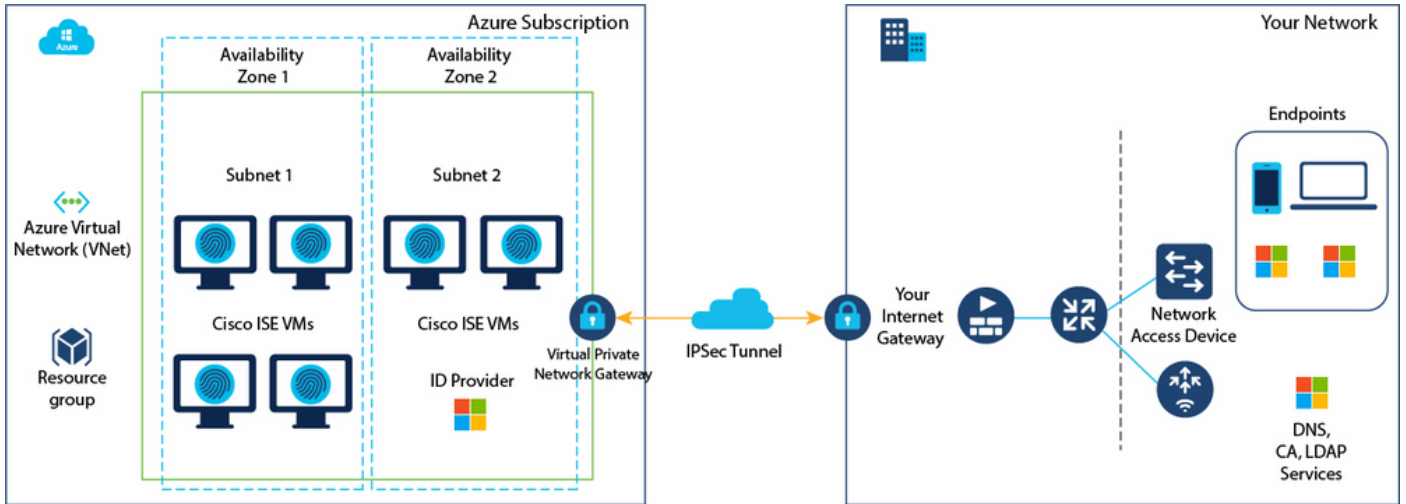 Azure
Azure Subscription
Availability
Zone 1
Availability
Zone 2
Subnet 1
Subnet 2
Azure Virtual
Network (VNet)
Cisco ISE VMs
Cisco ISE VMs
Resource
group
ID Provider
Virtual Private
Network Gateway
IPSec Tunnel
Your Network
Endpoints
Your
Internet
Gateway
Network
Access Device
DNS,
CA, LDAP
Services